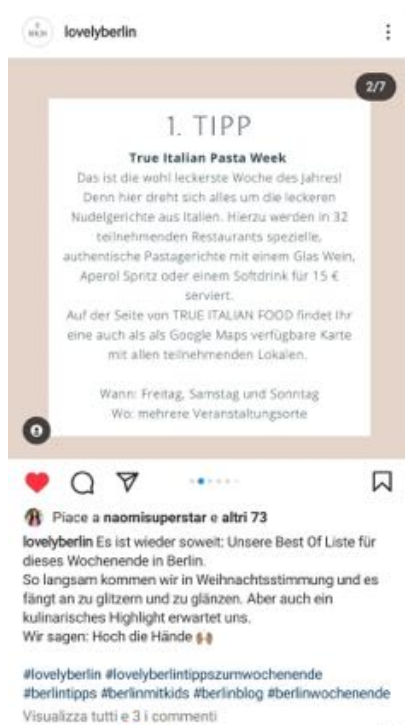 lovelyberlin
2/7
1. TIPP
True Italian Pasta Week
Das ist die wohl leckerste Woche des Jahres!
Denn hier dreht sich alles um die leckeren
Nudelgerichte aus Italien. Hierzu werden in 32
teilnehmenden Restaurants spezielle,
authentische Pastagerichte mit einem Glas Wein,
Aperol Spritz oder einem Softdrink für 15 €
serviert.
Auf der Seite von TRUE ITALIAN FOOD findet Ihr
eine auch als als Google Maps verfügbare Karte
mit allen teilnehmenden Lokalen.
Wann: Freitag, Samstag und Sonntag
Wo: mehrere Veranstaltungsorte
Piace a naomisuperstar e altri 73
lovelyberlin Es ist wieder soweit: Unsere Best Of Liste für
dieses Wochenende in Berlin.
So langsam kommen wir in Weihnachtsstimmung und es
fängt an zu glitzern und zu glänzen. Aber auch ein
kulinarisches Highlight erwartet uns.
Wir sagen: Hoch die Hände 🙌🏽
#lovelyberlin #lovelyberlintippszumwochenende
#berlintipps #berlinmitkids #berlinblog #berlinwochenende
Visualizza tutti e 3 i commenti